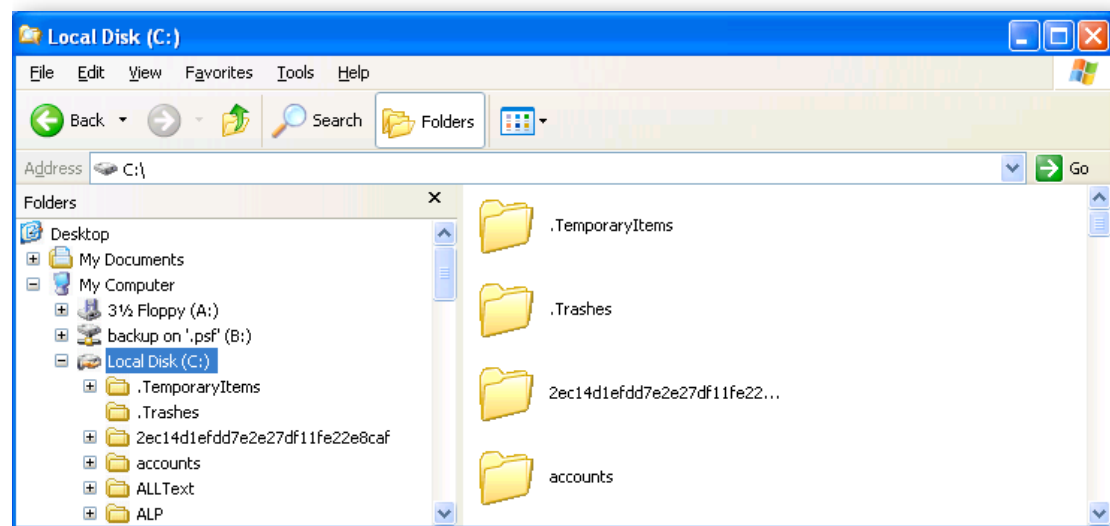 Local Disk (C:)
File Edit View Favorites Tools Help
Back Search Folders
Address C:\ Go
Folders
Desktop
My Documents
My Computer
3½ Floppy (A:)
backup on '.psf' (B:)
Local Disk (C:)
.TemporaryItems
.Trashes
2ec14d1efdd7e2e27df11fe22e8caf
accounts
ALLText
ALP
.TemporaryItems
.Trashes
2ec14d1efdd7e2e27df11fe22...
accounts